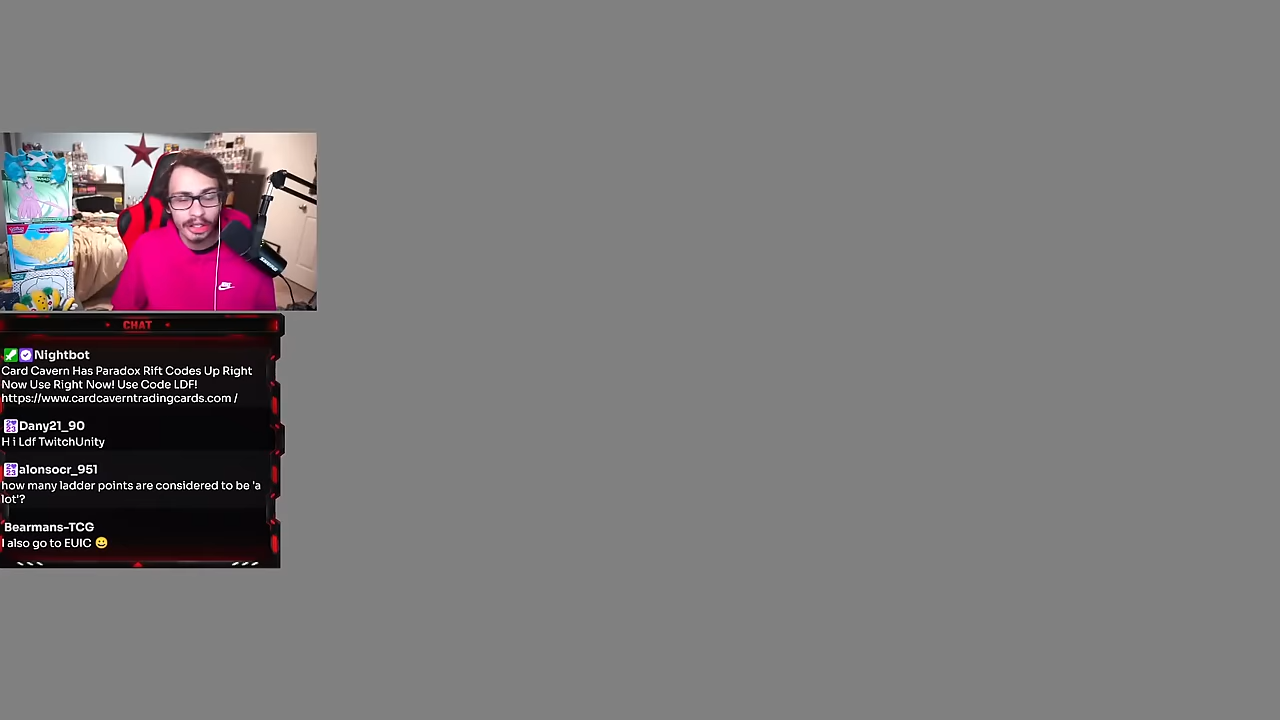 CHAT
Nightbot
Card Cavern Has Paradox Rift Codes Up Right
Now Use Right Now! Use Code LDF!
https://www.cardcaverntradingcards.com /
Dany21_90
H i Ldf TwitchUnity
alonsocr_951
how many ladder points are considered to be 'a
lot'?
Bearmans-TCG
I also go to EUIC 😀